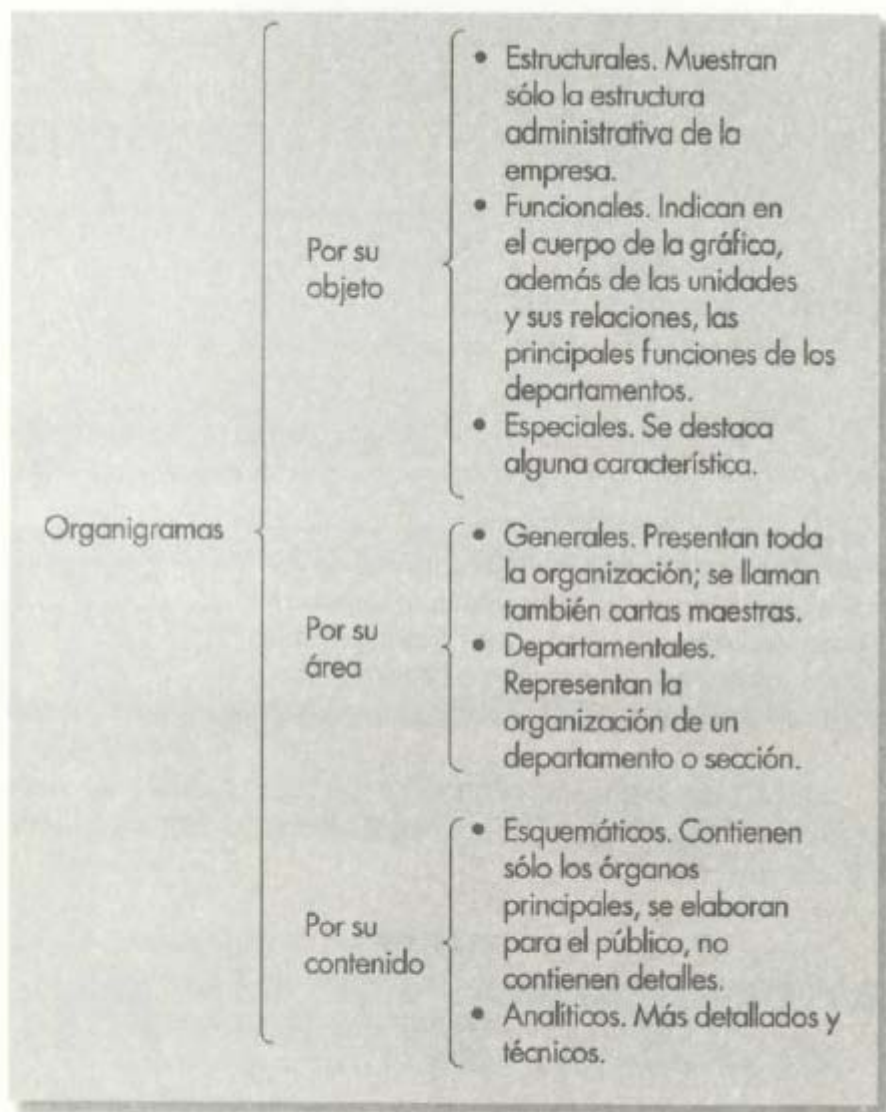 Organigramas
Por su
objeto
• Estructurales. Muestran
sólo la estructura
administrativa de la
empresa.
• Funcionales. Indican en
el cuerpo de la gráfica,
además de las unidades
y sus relaciones, las
principales funciones de los
departamentos.
• Especiales. Se destaca
alguna característica.
Por su
área
• Generales. Presentan toda
la organización; se llaman
también cartas maestras.
• Departamentales.
Representan la
organización de un
departamento o sección.
Por su
contenido
• Esquemáticos. Contienen
sólo los órganos
principales, se elaboran
para el público, no
contienen detalles.
• Analíticos. Más detallados y
técnicos.